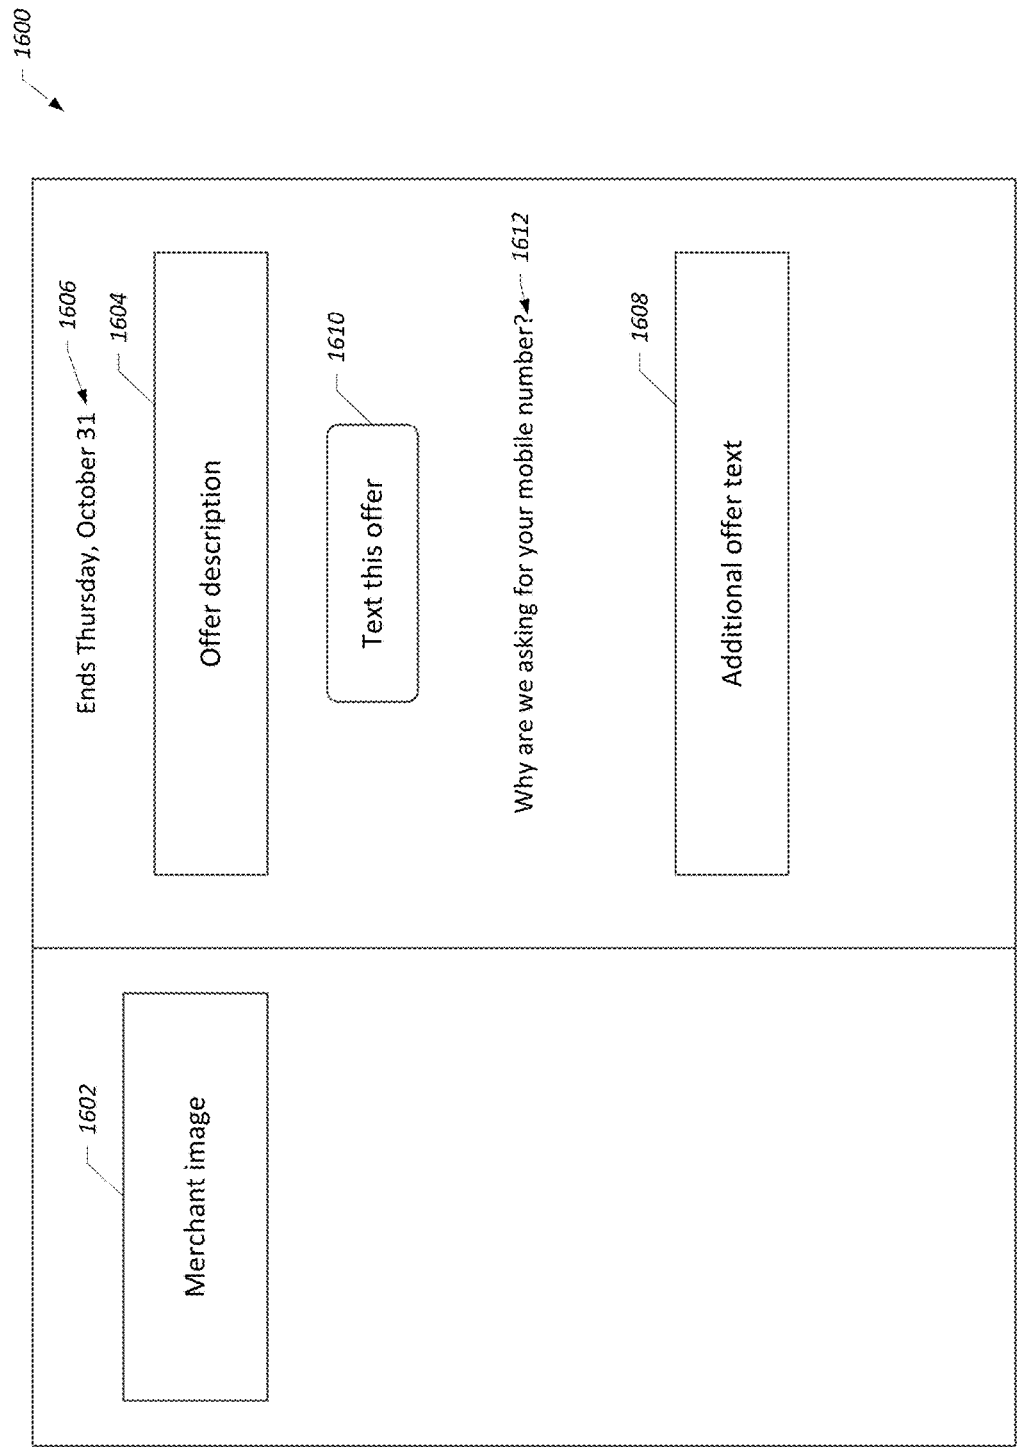 1600
1602
Merchant image
Ends Thursday, October 31
1606
1604
Offer description
1610
Text this offer
Why are we asking for your mobile number?
1612
1608
Additional offer text